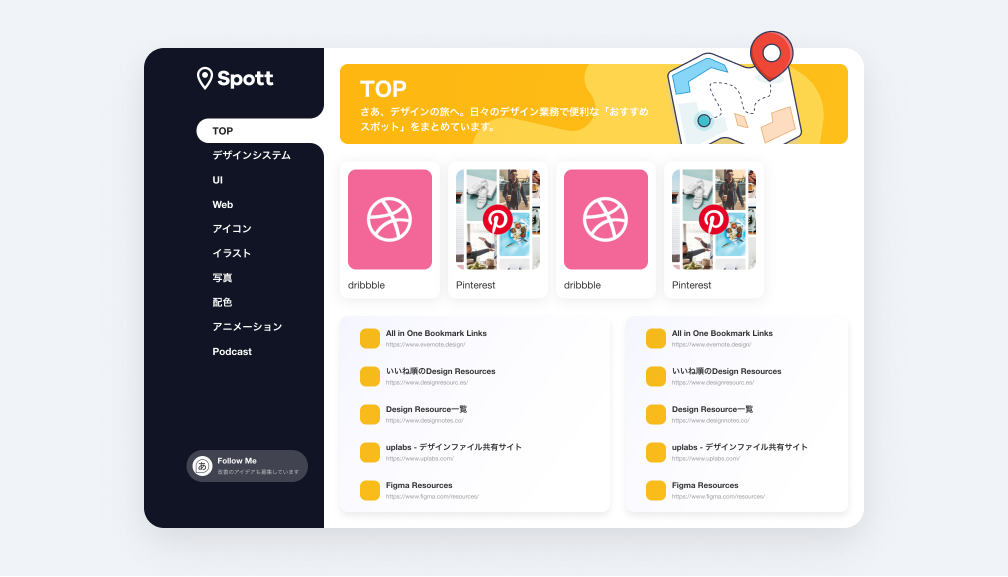 Spott
TOP
デザインシステム
UI
Web
アイコン
イラスト
写真
配色
アニメーション
Podcast
あ
Follow Me
改善のアイデアも募集しています
TOP
さあ、デザインの旅へ。日々のデザイン業務で便利な「おすすめ
スポット」をまとめています。
dribbble
Pinterest
dribbble
Pinterest
All in One Bookmark Links
https://www.evernote.design/
いいね順のDesign Resources
https://www.designresourc.es/
Design Resource一覧
https://www.designnotes.co/
uplabs - デザインファイル共有サイト
https://www.uplabs.com/
Figma Resources
https://www.figma.com/resources/
All in One Bookmark Links
https://www.evernote.design/
いいね順のDesign Resources
https://www.designresourc.es/
Design Resource一覧
https://www.designnotes.co/
uplabs - デザインファイル共有サイト
https://www.uplabs.com/
Figma Resources
https://www.figma.com/resources/